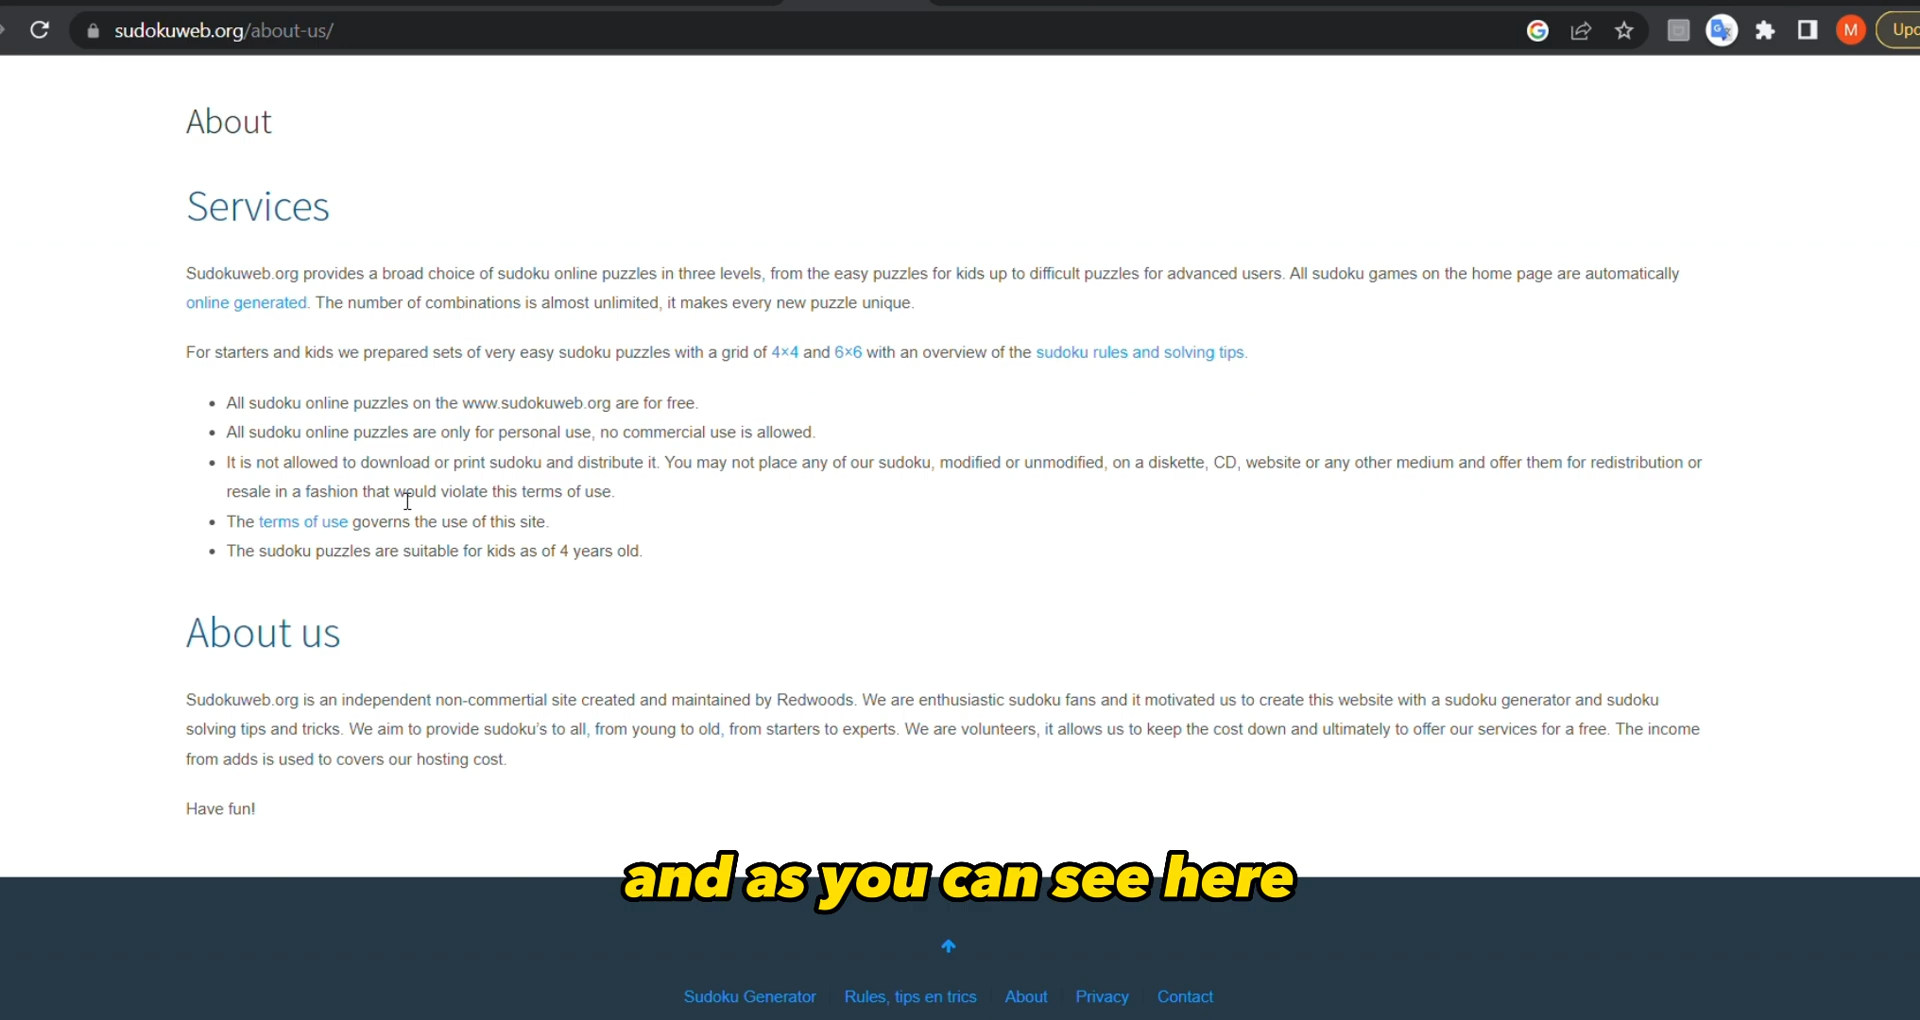 sudokuweb.org/about-us/
M
About
Services
Sudokuweb.org provides a broad choice of sudoku online puzzles in three levels, from the easy puzzles for kids up to difficult puzzles for advanced users. All sudoku games on the home page are automatically
online generated. The number of combinations is almost unlimited, it makes every new puzzle unique.
For starters and kids we prepared sets of very easy sudoku puzzles with a grid of 4×4 and 6×6 with an overview of the sudoku rules and solving tips.
• All sudoku online puzzles on the www.sudokuweb.org are for free.
• All sudoku online puzzles are only for personal use, no commercial use is allowed.
• It is not allowed to download or print sudoku and distribute it. You may not place any of our sudoku, modified or unmodified, on a diskette, CD, website or any other medium and offer them for redistribution or
resale in a fashion that would violate this terms of use.
• The terms of use governs the use of this site.
• The sudoku puzzles are suitable for kids as of 4 years old.
About us
Sudokuweb.org is an independent non-commertial site created and maintained by Redwoods. We are enthusiastic sudoku fans and it motivated us to create this website with a sudoku generator and sudoku
solving tips and tricks. We aim to provide sudoku's to all, from young to old, from starters to experts. We are volunteers, it allows us to keep the cost down and ultimately to offer our services for a free. The income
from adds is used to covers our hosting cost.
Have fun!
and as you can see here
Sudoku Generator Rules, tips en trics About Privacy Contact